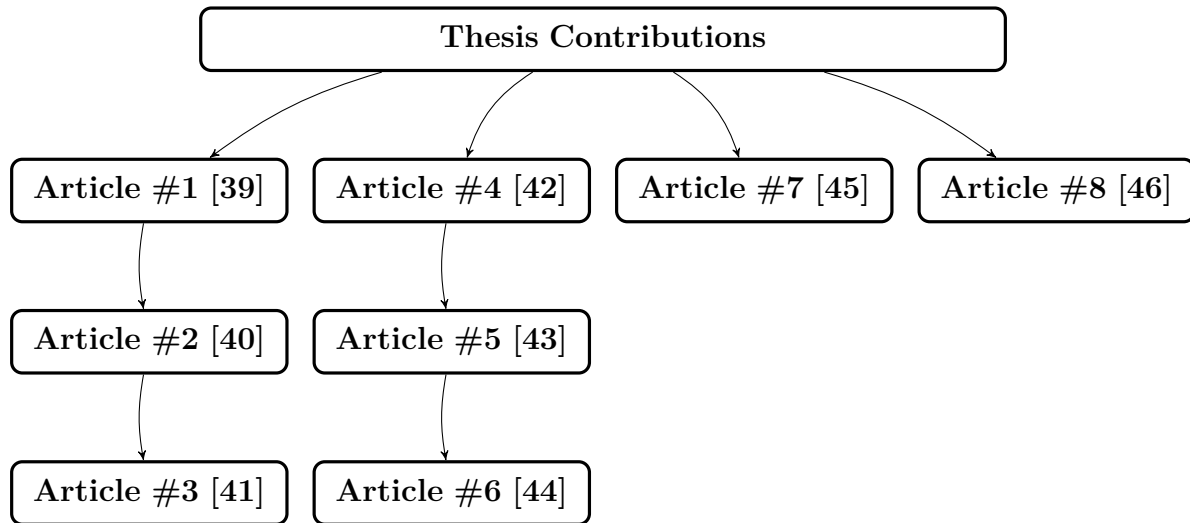 Thesis Contributions
Article #1 [39]
Article #4 [42]
Article #7 [45]
Article #8 [46]
Article #2 [40]
Article #5 [43]
Article #3 [41]
Article #6 [44]